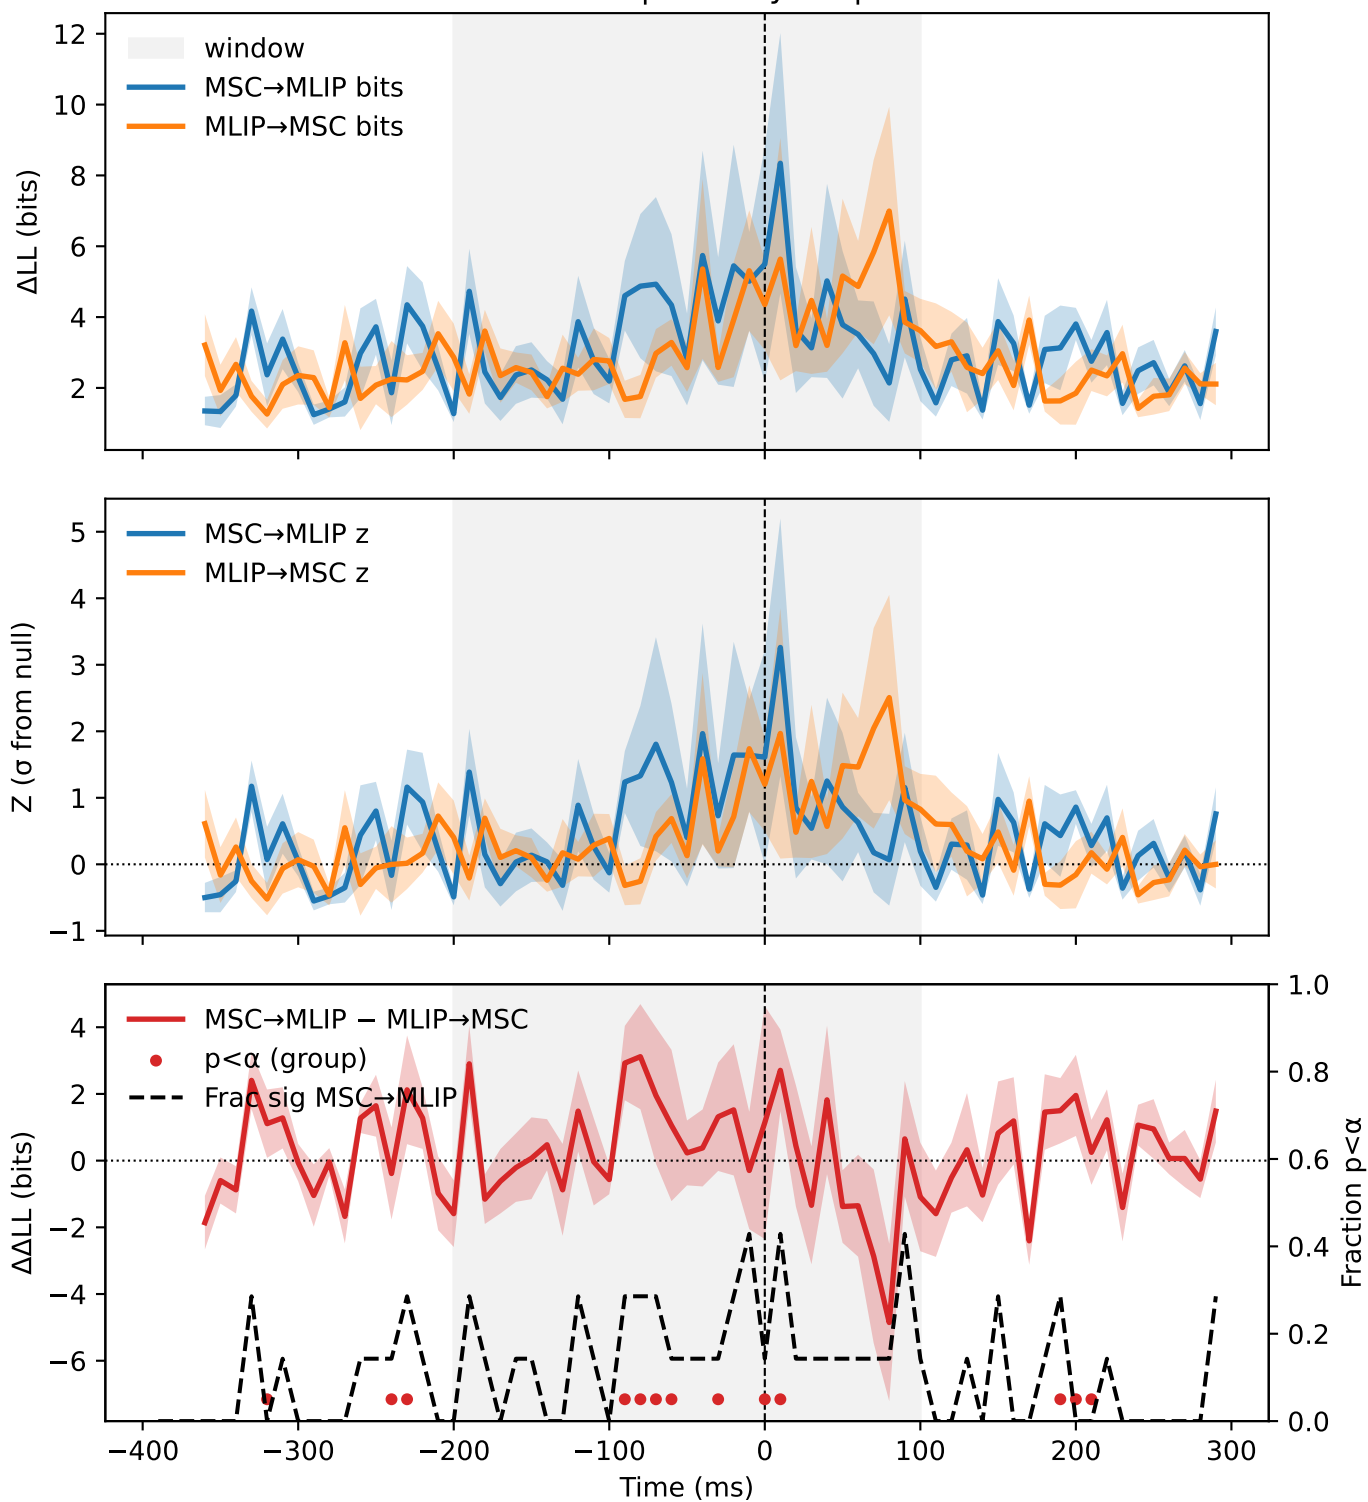 12
10
8
6
4
2
ΔLL (bits)
window
MSC→MLIP bits
MLIP→MSC bits
5
4
3
2
1
0
−1
Z (σ from null)
MSC→MLIP z
MLIP→MSC z
4
2
0
−2
−4
−6
ΔΔLL (bits)
MSC→MLIP − MLIP→MSC
p<α (group)
Frac sig MSC→MLIP
1.0
0.8
0.6
0.4
0.2
0.0
Fraction p<α
−400 −300 −200 −100 0 100 200 300
Time (ms)